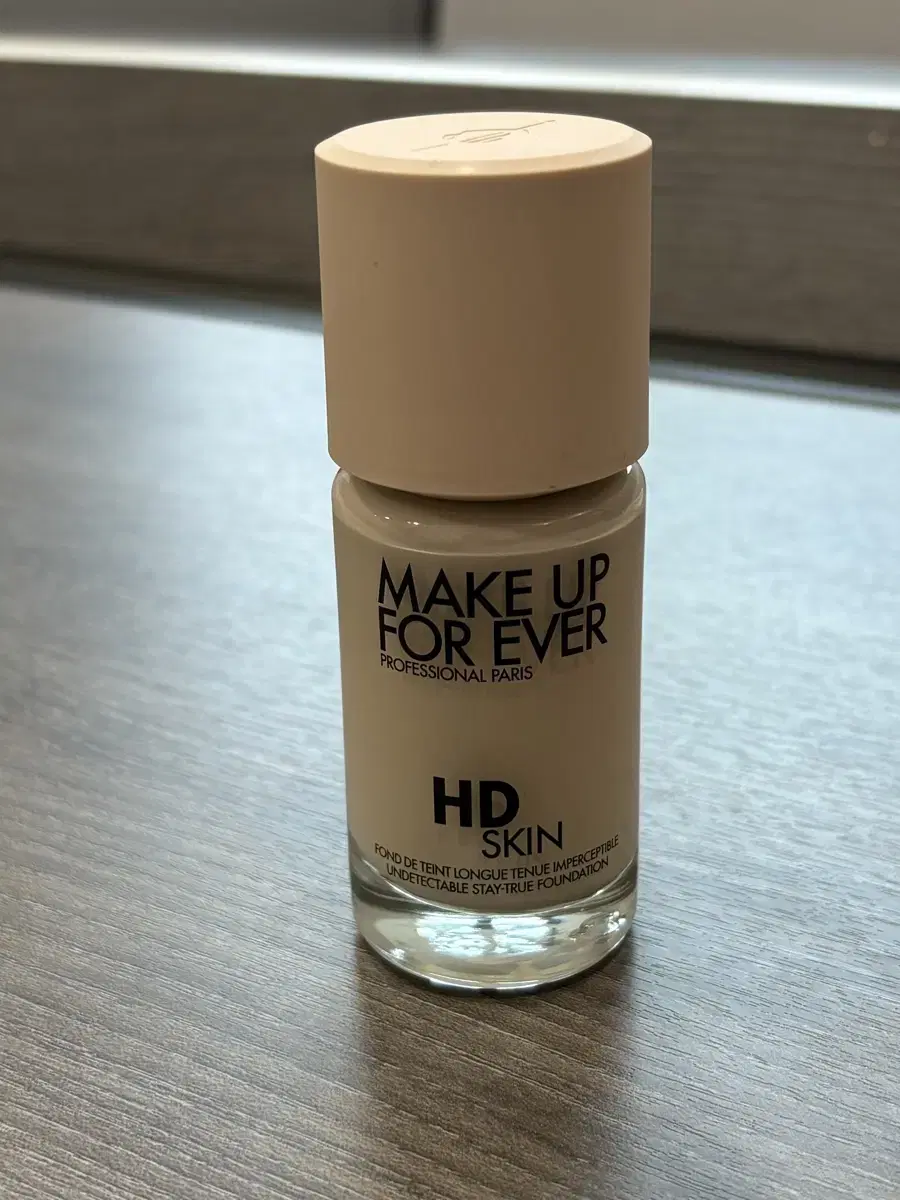 MAKE UP
FOR EVER
PROFESSIONAL PARIS
HD
SKIN
FOND DE TEINT LONGUE TENUE IMPERCEPTIBLE
UNDETECTABLE STAY-TRUE FOUNDATION